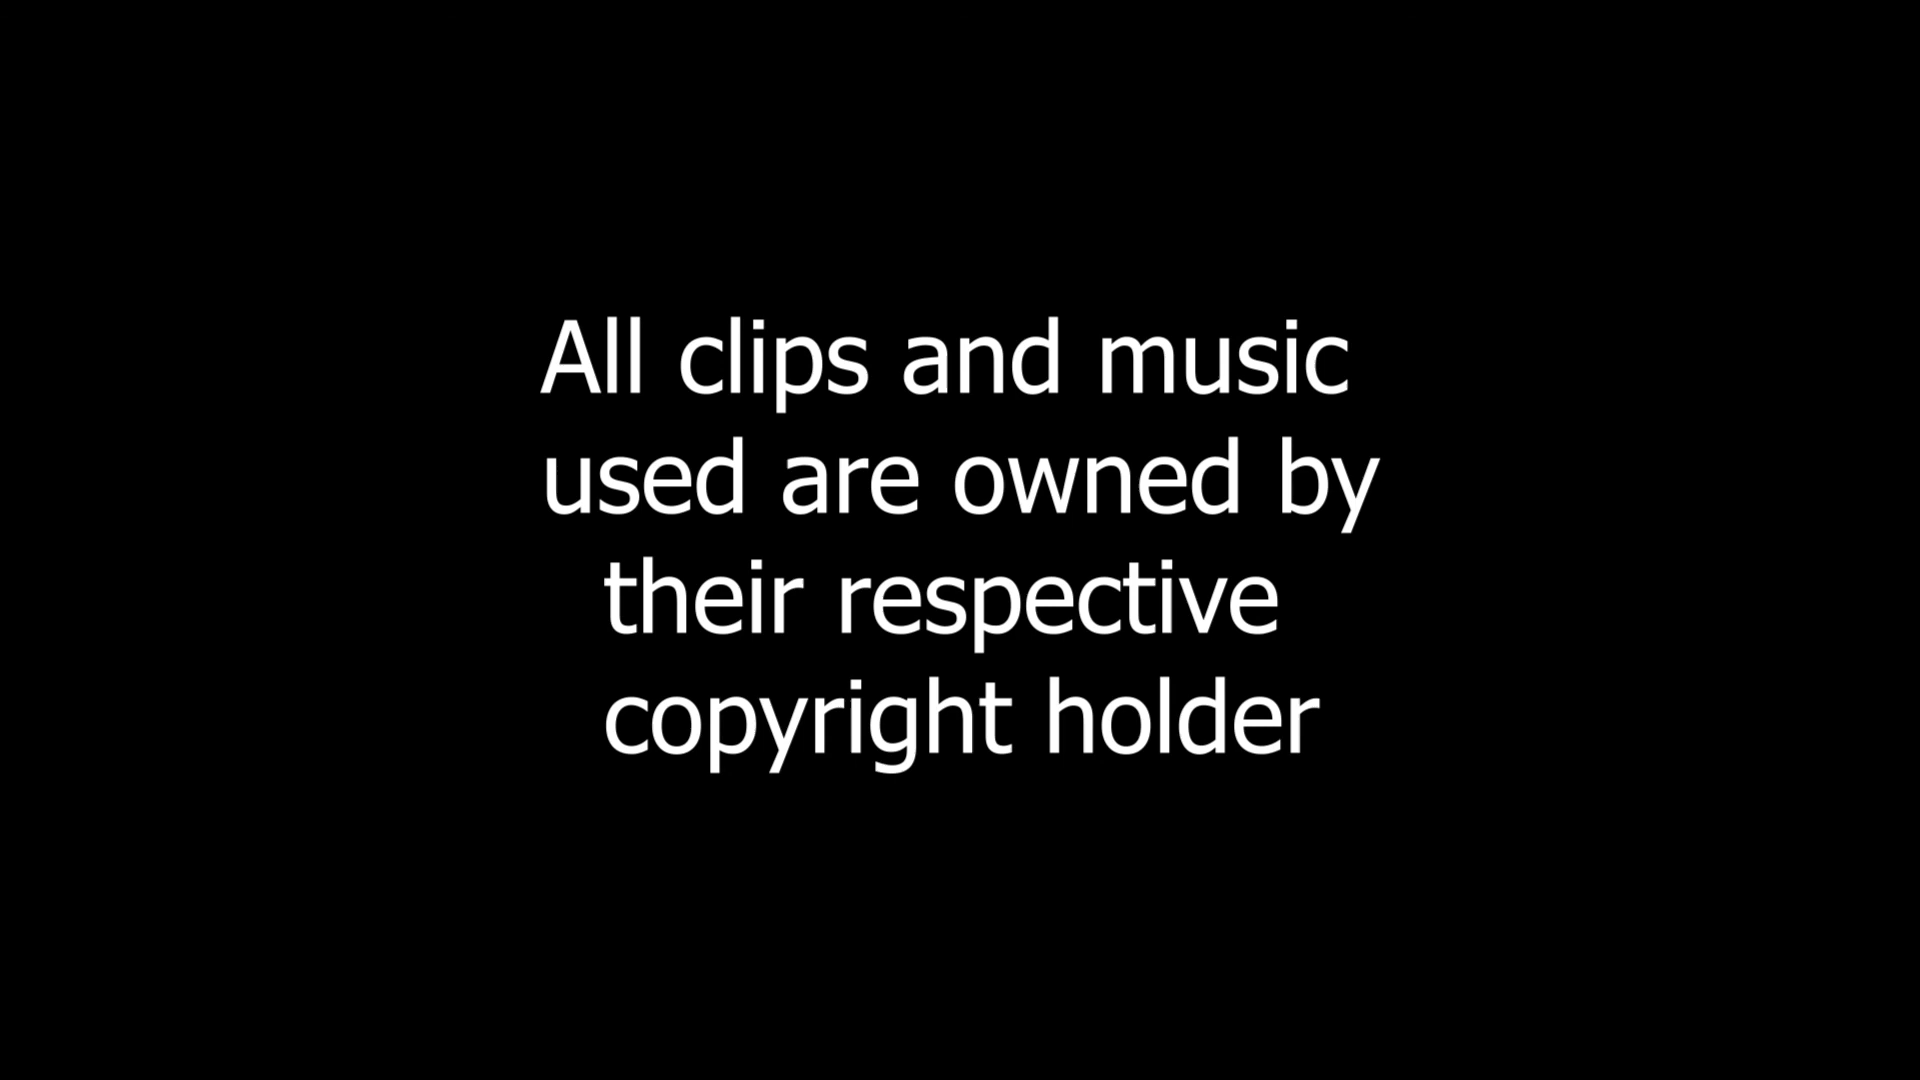 All clips and music
used are owned by
their respective
copyright holder